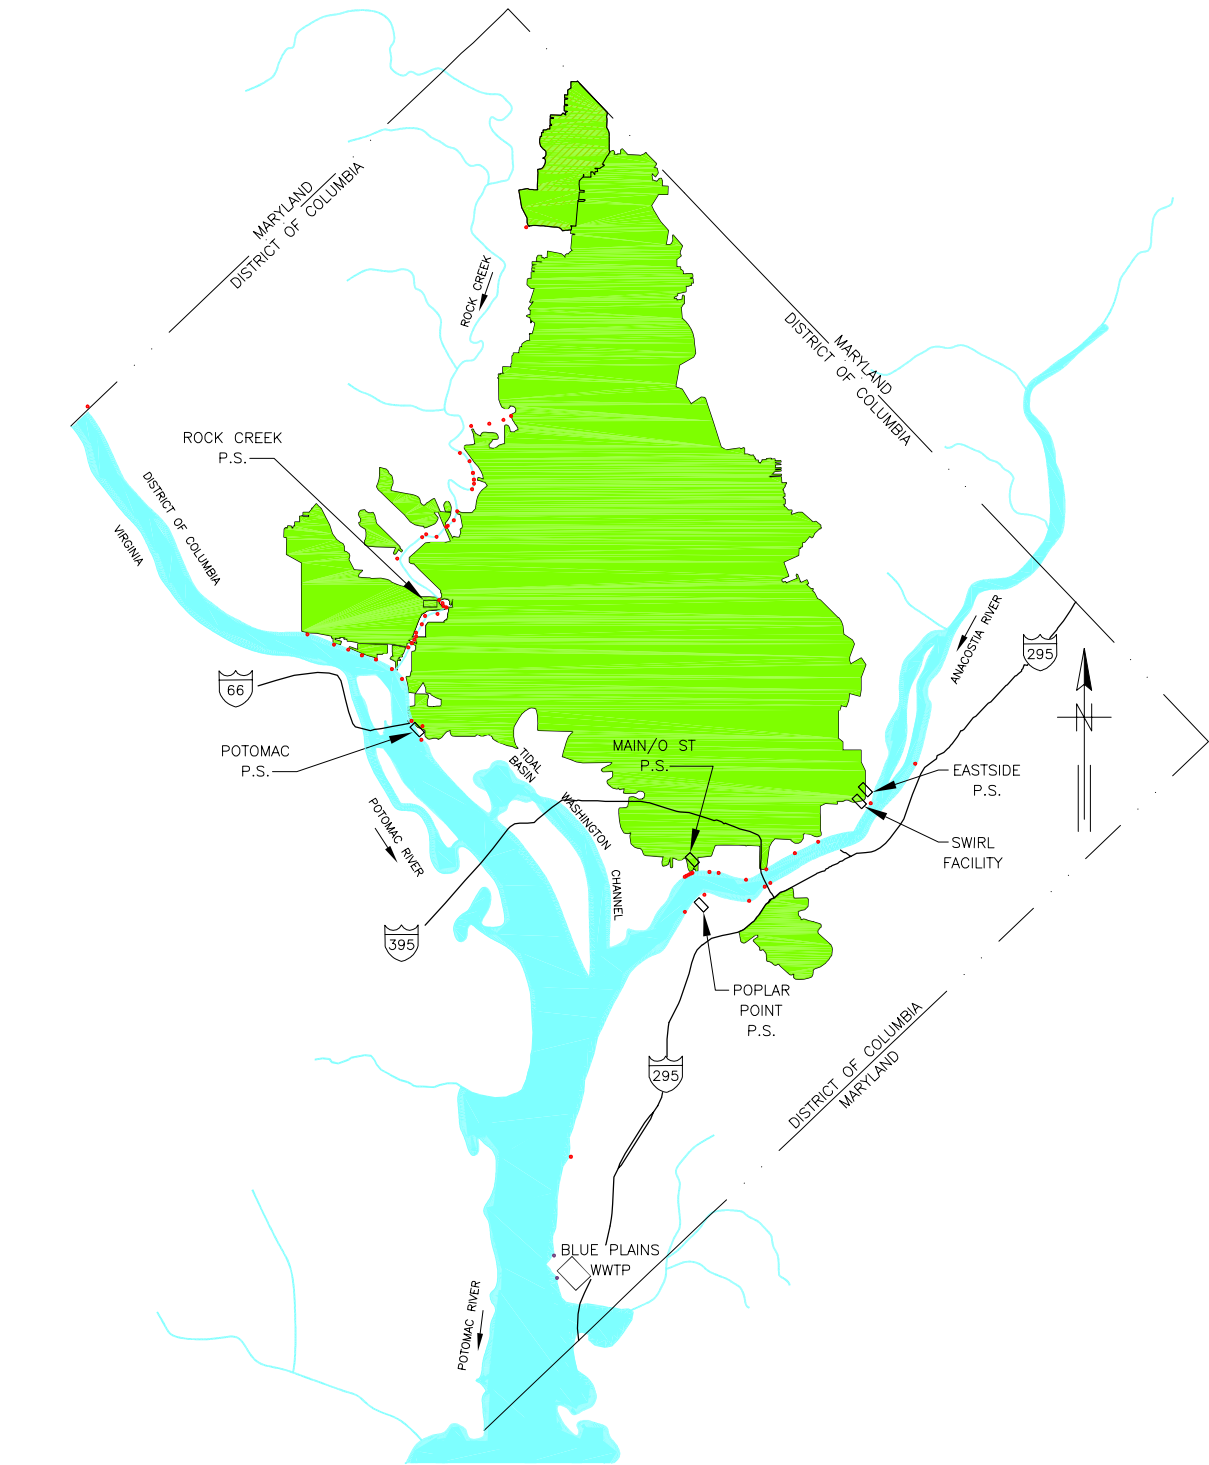 MARYLAND
DISTRICT OF COLUMBIA
ROCK CREEK
MARYLAND
DISTRICT OF COLUMBIA
ROCK CREEK
P.S.
DISTRICT OF COLUMBIA
VIRGINIA
ANACOSTIA RIVER
295
66
N
POTOMAC
P.S.
MAIN/O ST
P.S.
TIDAL
BASIN
EASTSIDE
P.S.
WASHINGTON
CHANNEL
POTOMAC RIVER
SWIRL
FACILITY
395
POPLAR
POINT
P.S.
295
DISTRICT OF COLUMBIA
MARYLAND
BLUE PLAINS
WWTP
POTOMAC RIVER